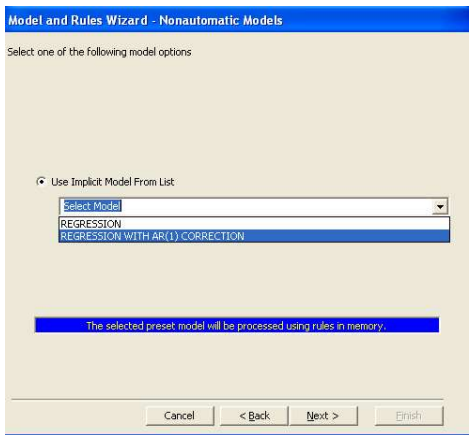 Model and Rules Wizard - Nonautomatic Models
Select one of the following model options
Use Implicit Model From List
Select Model
REGRESSION
REGRESSION WITH AR(1) CORRECTION
The selected preset model will be processed using rules in memory.
Cancel
< Back
Next >
Finish